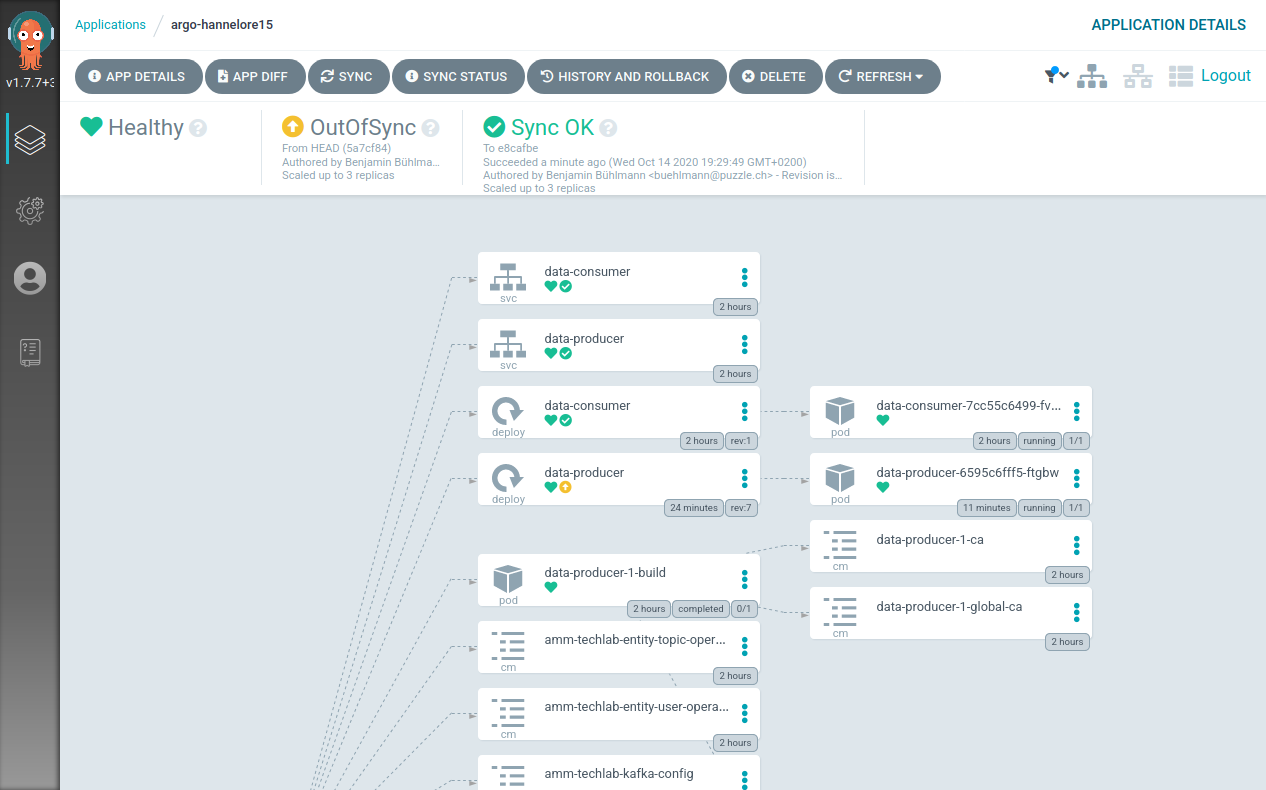 Applications
argo-hannelore15
APPLICATION DETAILS
v1.7.7+3
APP DETAILS
APP DIFF
SYNC
SYNC STATUS
HISTORY AND ROLLBACK
DELETE
REFRESH
Logout
Healthy
OutOfSync
From HEAD (5a7cf84)
Authored by Benjamin Bühlma...
Scaled up to 3 replicas
Sync OK
To e8cafbe
Succeeded a minute ago (Wed Oct 14 2020 19:29:49 GMT+0200)
Authored by Benjamin Bühlmann <buehlmann@puzzle.ch> - Revision is...
Scaled up to 3 replicas
data-consumer
svc
2 hours
data-producer
svc
2 hours
data-consumer
deploy
2 hours
rev:1
data-consumer-7cc55c6499-fv...
pod
2 hours
running
1/1
data-producer
deploy
24 minutes
rev:7
data-producer-6595c6fff5-ftgbw
pod
11 minutes
running
1/1
data-producer-1-ca
cm
2 hours
data-producer-1-build
pod
2 hours
completed
0/1
data-producer-1-global-ca
cm
2 hours
amm-techlab-entity-topic-oper...
cm
2 hours
amm-techlab-entity-user-opera...
cm
2 hours
amm-techlab-kafka-config